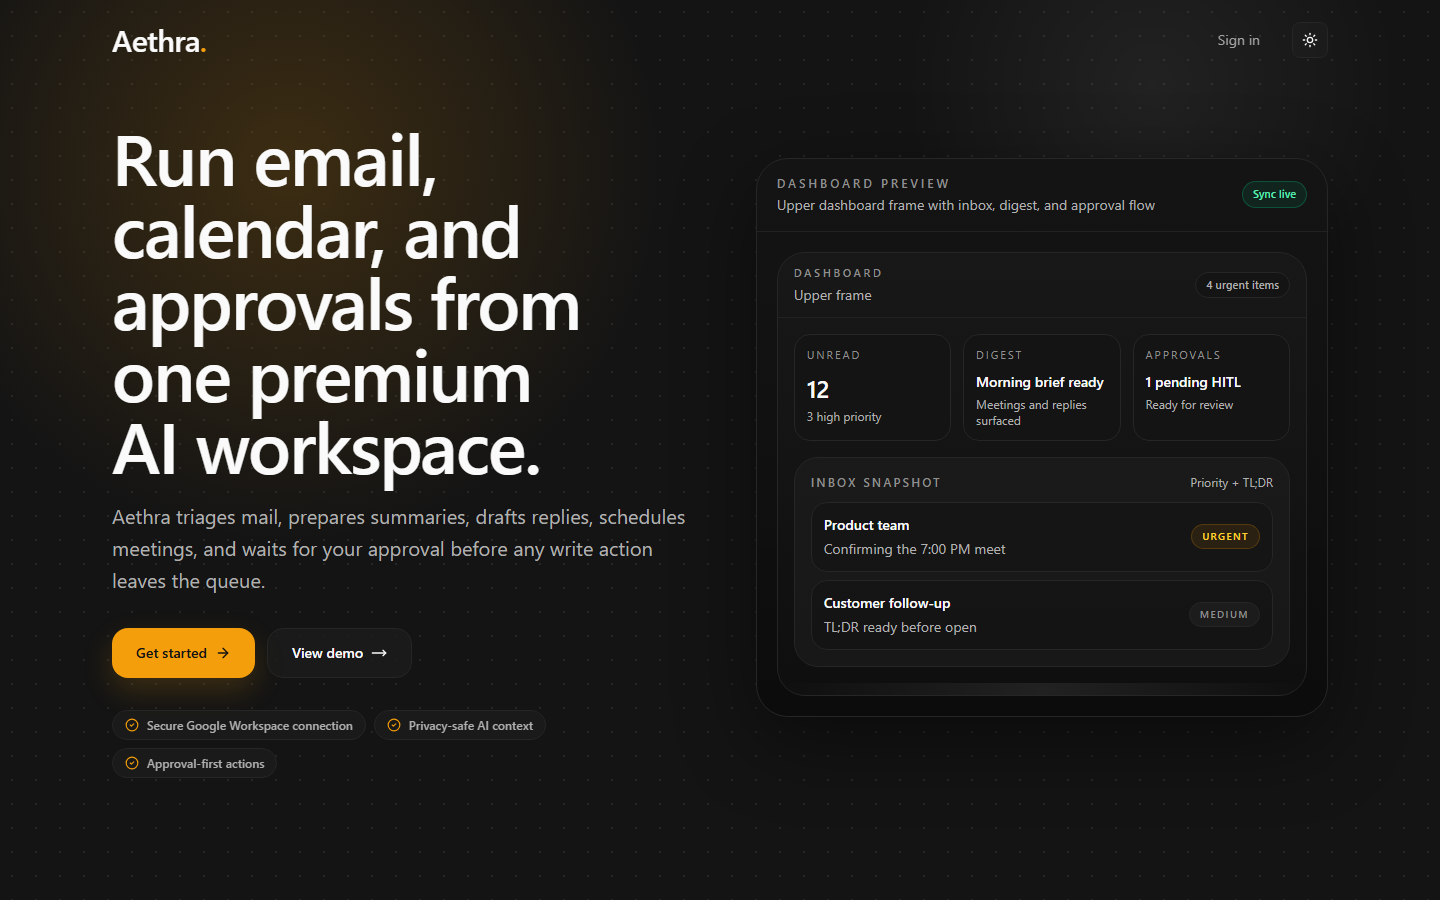 Aethra.
Sign in
Run email,
calendar, and
approvals from
one premium
AI workspace.
Aethra triages mail, prepares summaries, drafts replies, schedules
meetings, and waits for your approval before any write action
leaves the queue.
Get started
View demo
Secure Google Workspace connection
Privacy-safe AI context
Approval-first actions
DASHBOARD PREVIEW
Upper dashboard frame with inbox, digest, and approval flow
Sync live
DASHBOARD
Upper frame
4 urgent items
UNREAD
12
3 high priority
DIGEST
Morning brief ready
Meetings and replies
surfaced
APPROVALS
1 pending HITL
Ready for review
INBOX SNAPSHOT
Priority + TL;DR
Product team
Confirming the 7:00 PM meet
URGENT
Customer follow-up
TL;DR ready before open
MEDIUM